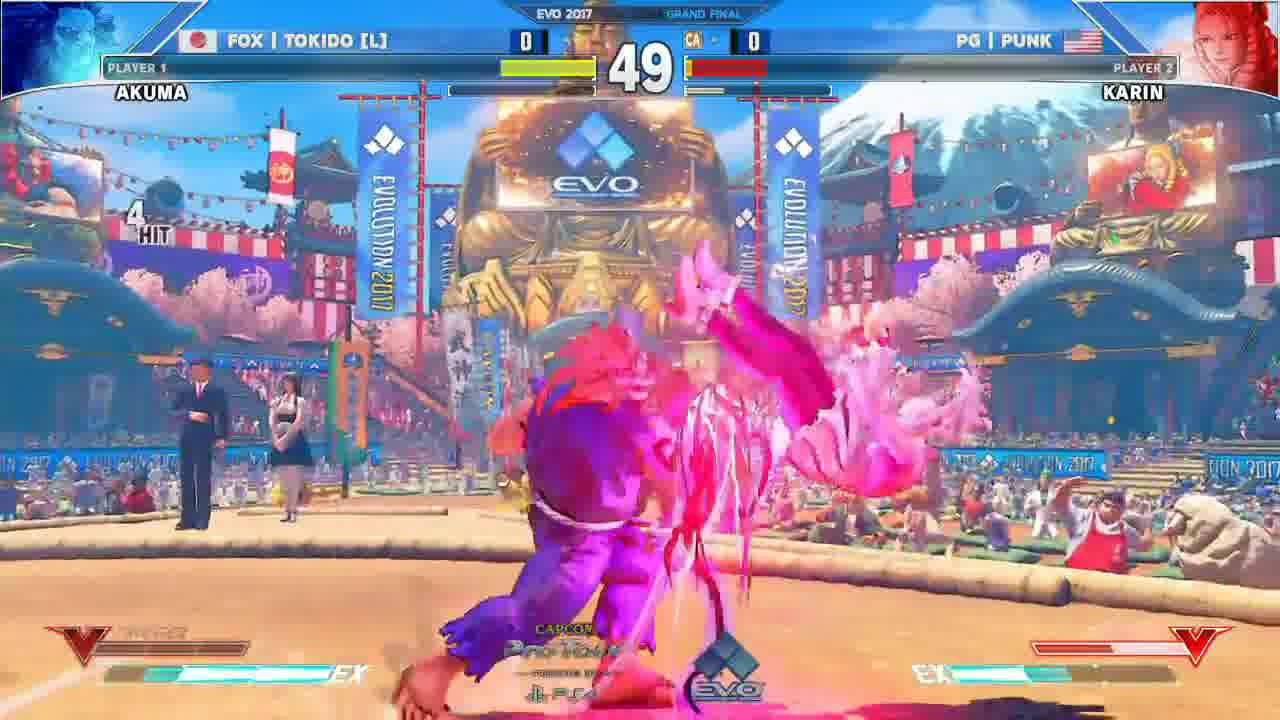 EVO 2017 GRAND FINAL
FOX | TOKIDO [L] 0 49 CA 0 PG | PUNK
PLAYER 1 PLAYER 2
AKUMA KARIN
EVO
EVOLUTION 2017
EVOLUTION 2017
4
HIT
EX EX
CAPCOM
PRO TOUR
PS4
EVO